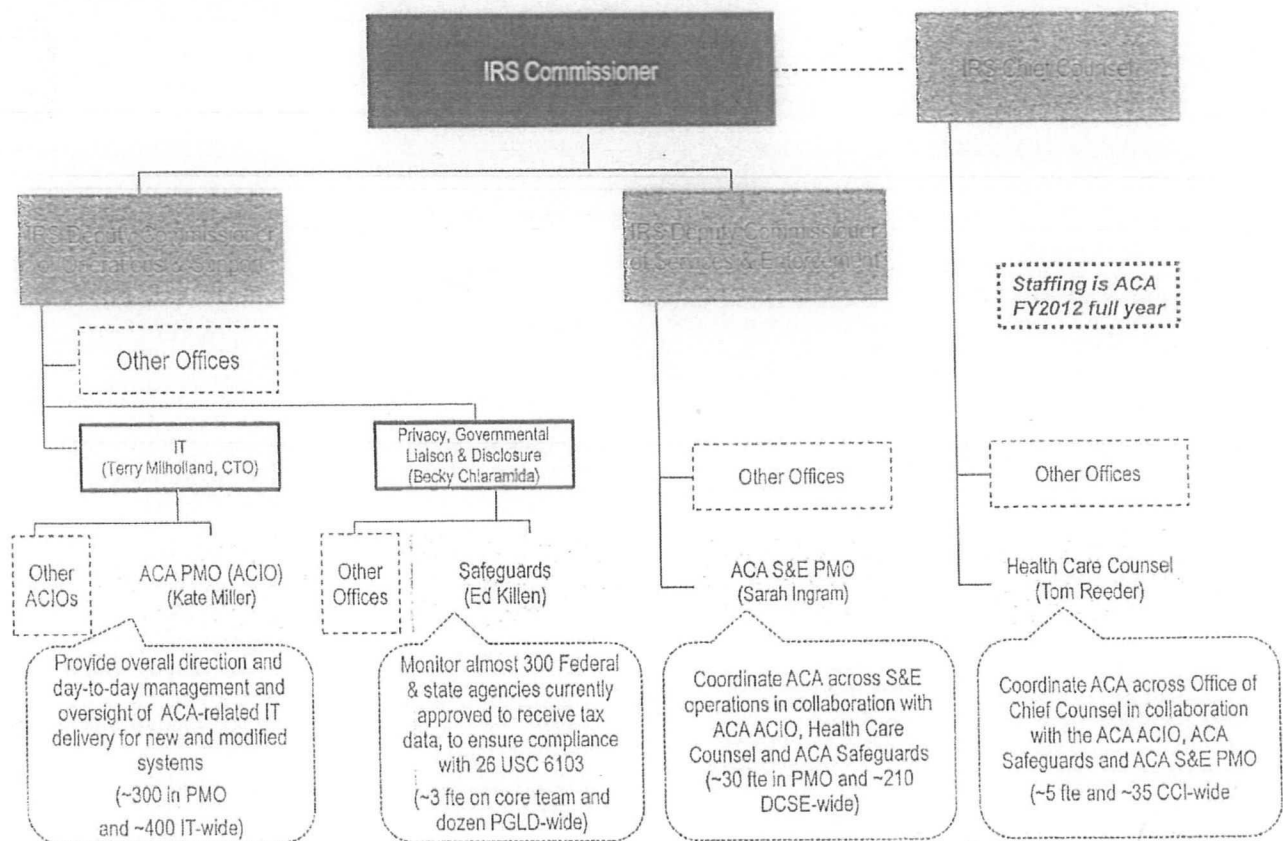 IRS Commissioner
IRS Chief Counsel
IRS Deputy Commissioner
of Operations & Support
IRS Deputy Commissioner
of Services & Enforcement
Staffing is ACA
FY2012 full year
Other Offices
IT
(Terry Milholland, CTO)
Privacy, Governmental
Liaison & Disclosure
(Becky Chiaramida)
Other Offices
Other Offices
Other
ACIOs
ACA PMO (ACIO)
(Kate Miller)
Other
Offices
Safeguards
(Ed Killen)
ACA S&E PMO
(Sarah Ingram)
Health Care Counsel
(Tom Reeder)
Provide overall direction and
day-to-day management and
oversight of ACA-related IT
delivery for new and modified
systems
(~300 in PMO
and ~400 IT-wide)
Monitor almost 300 Federal
& state agencies currently
approved to receive tax
data, to ensure compliance
with 26 USC 6103
(~3 fte on core team and
dozen PGLD-wide)
Coordinate ACA across S&E
operations in collaboration with
ACA ACIO, Health Care
Counsel and ACA Safeguards
(~30 fte in PMO and ~210
DCSE-wide)
Coordinate ACA across Office of
Chief Counsel in collaboration
with the ACA ACIO, ACA
Safeguards and ACA S&E PMO
(~5 fte and ~35 CCI-wide